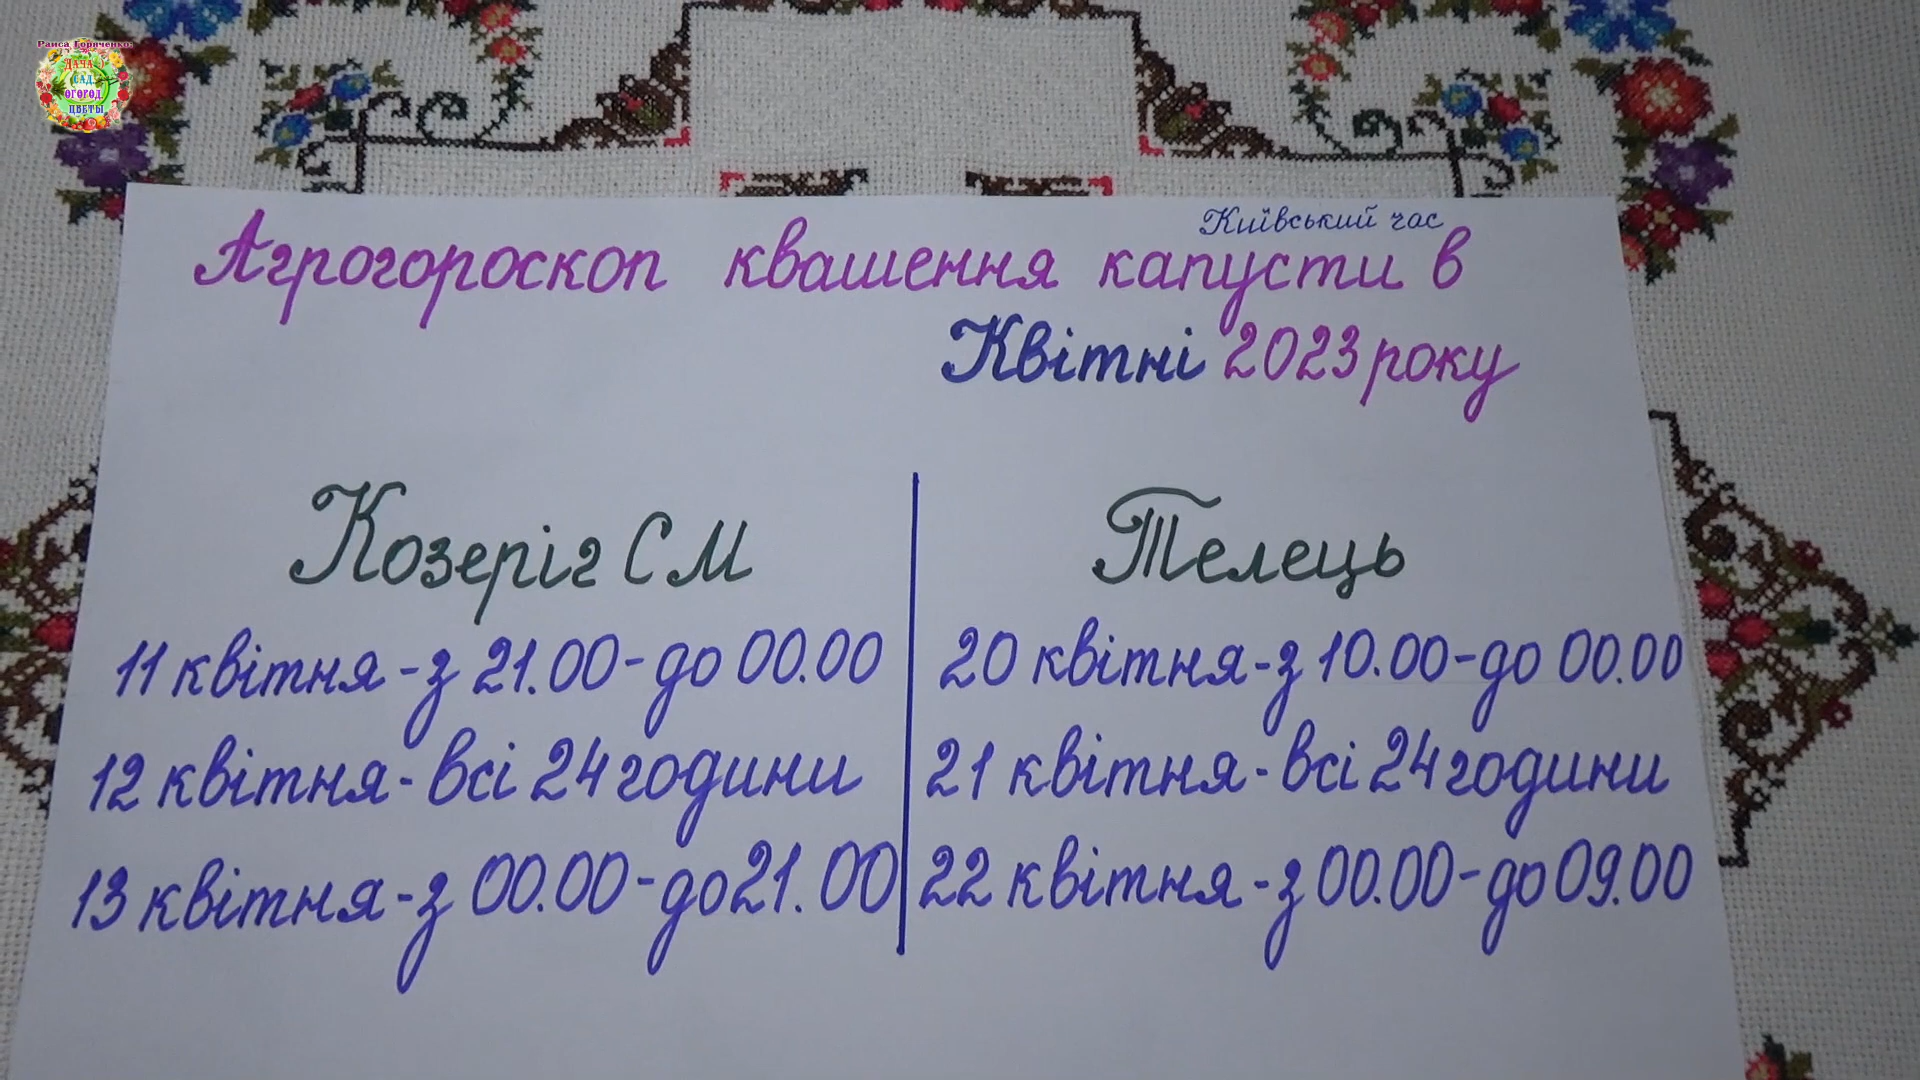 Раиса Горяченко:
ДАЧА,
САД,
ОГОРОД,
ЦВЕТЫ
Київський час
Агрогороскоп квашення капусти в
Квітні 2023 року
Козеріг СМ
11 квітня - з 21.00 - до 00.00
12 квітня - всі 24 години
13 квітня - з 00.00 - до 21.00
Телець
20 квітня - з 10.00 - до 00.00
21 квітня - всі 24 години
22 квітня - з 00.00 - до 09.00